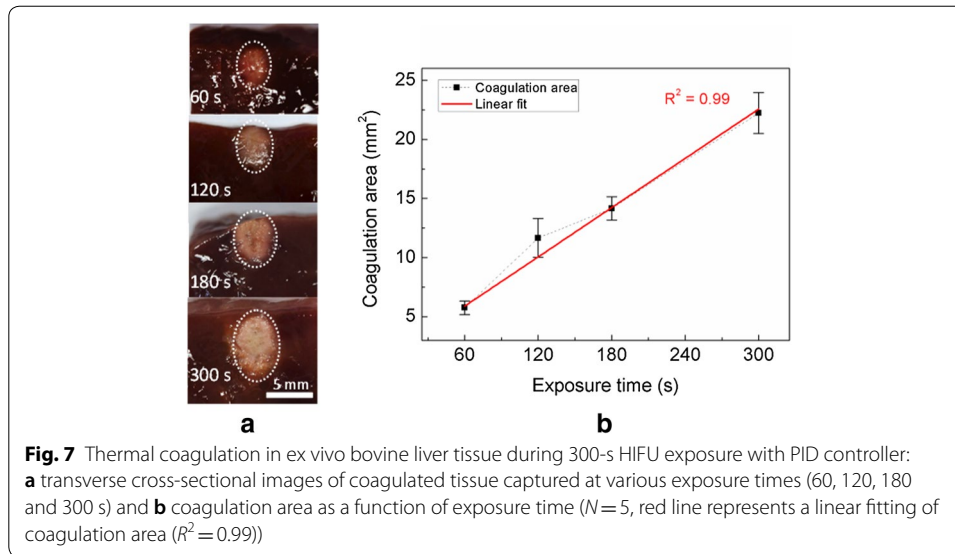 60 s
120 s
180 s
300 s
5 mm
a
25
20
15
10
5
Coagulation area (mm²)
Coagulation area
Linear fit
R² = 0.99
60 120 180 240 300
Exposure time (s)
b
Fig. 7 Thermal coagulation in ex vivo bovine liver tissue during 300-s HIFU exposure with PID controller:
a transverse cross-sectional images of coagulated tissue captured at various exposure times (60, 120, 180
and 300 s) and b coagulation area as a function of exposure time (N=5, red line represents a linear fitting of
coagulation area (R²=0.99))